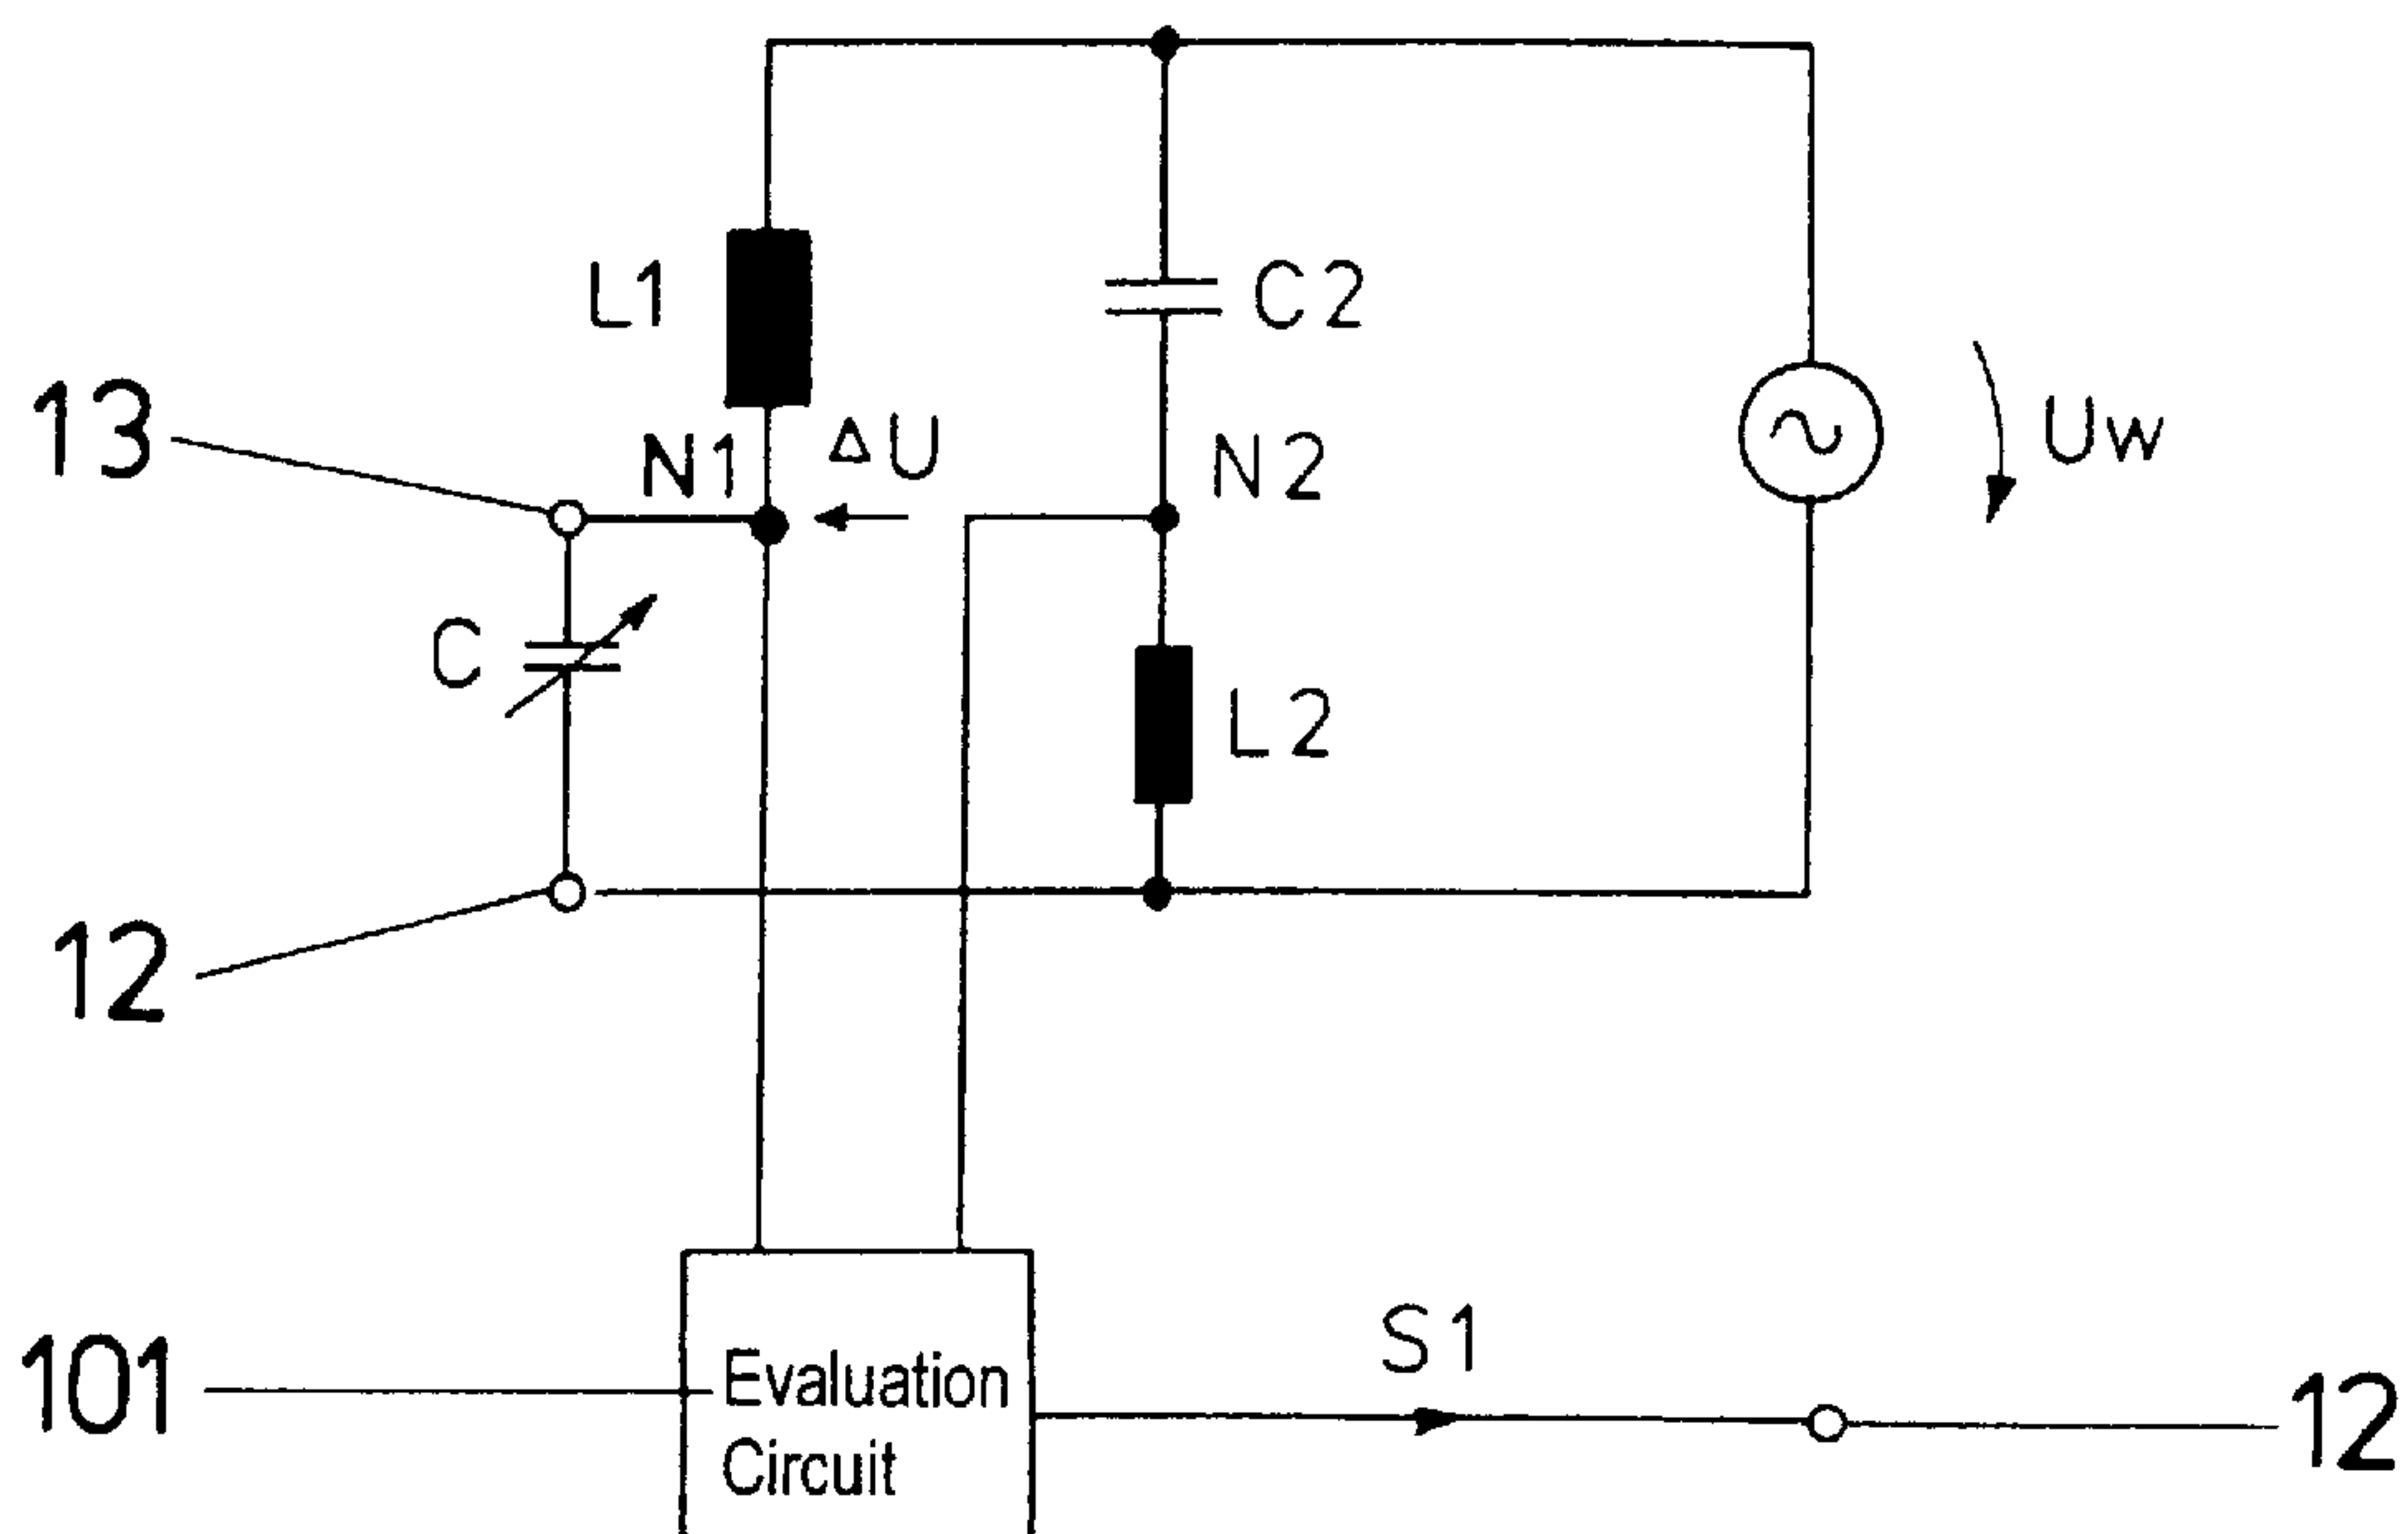 L1
C2
13
N1
ΔU
N2
Uw
C
L2
12
101
Evaluation
Circuit
S1
12